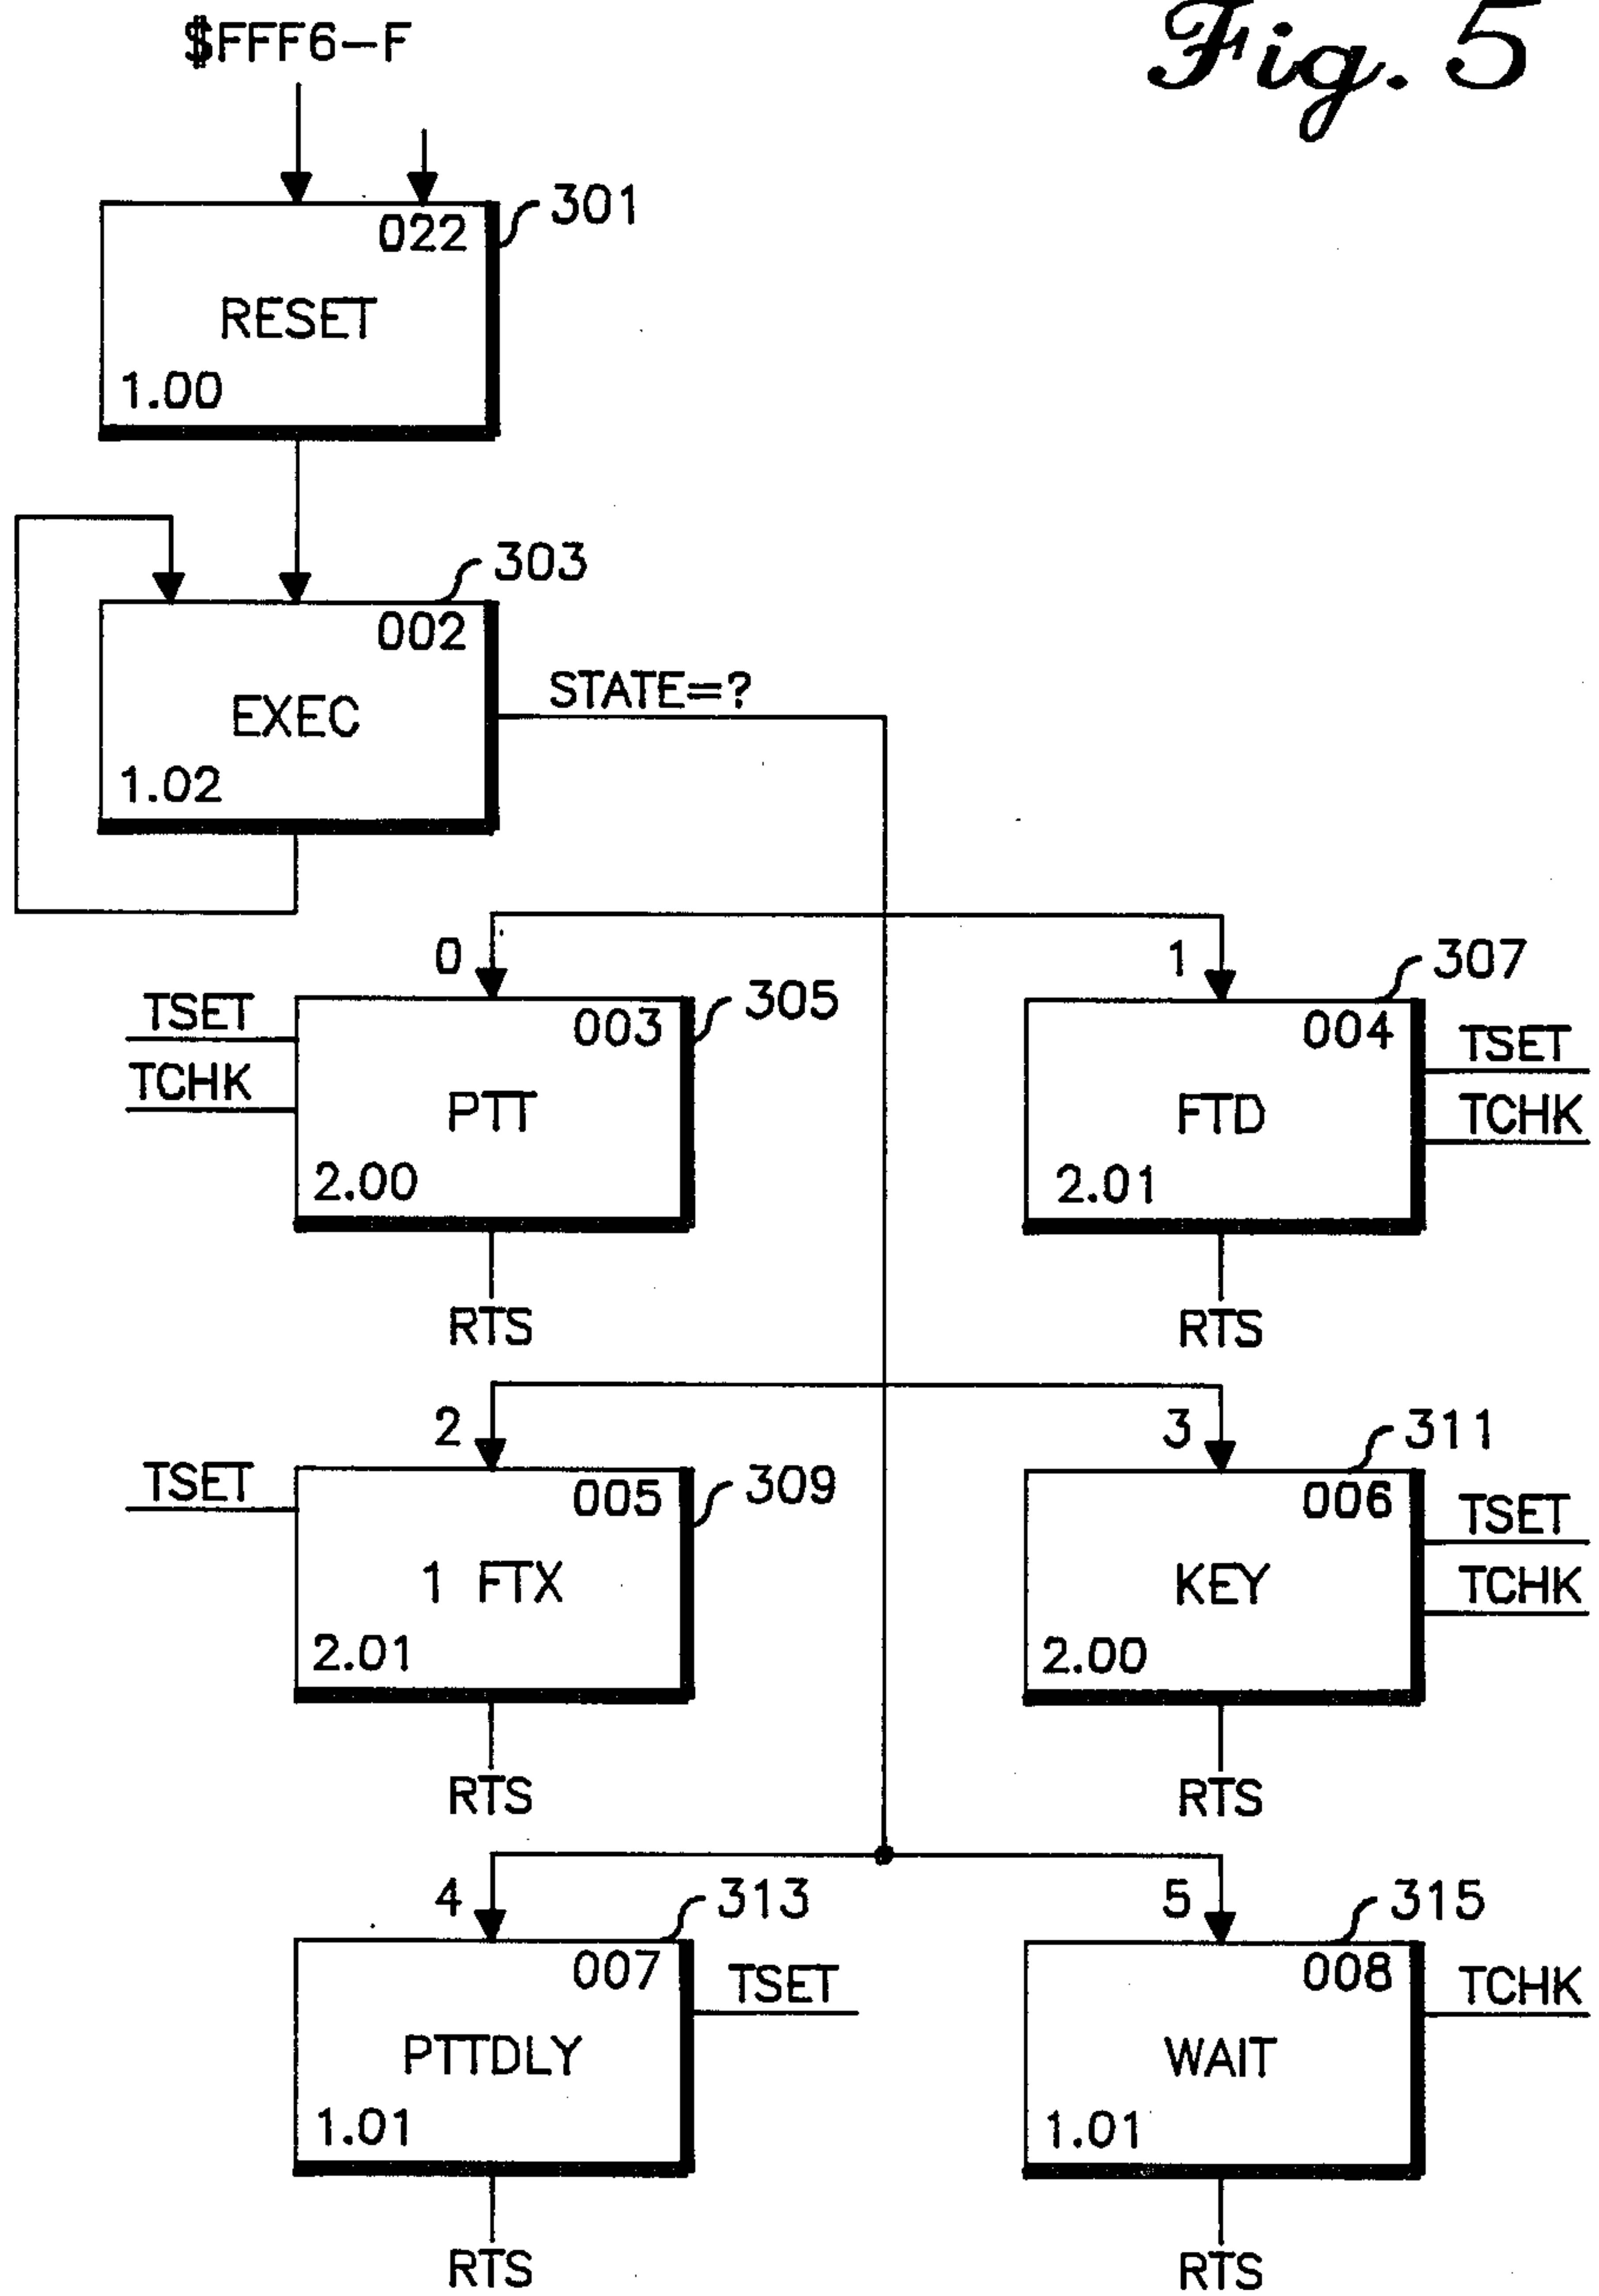 Fig. 5
$FFF6-F
301
022
RESET
1.00
303
002
EXEC
1.02
STATE=?
0
1
305
307
TSET
TCHK
003
PTT
2.00
RTS
004
FTD
2.01
TSET
TCHK
RTS
2
3
309
311
TSET
005
1 FTX
2.01
RTS
006
KEY
2.00
TSET
TCHK
RTS
4
5
313
315
007
PTTDLY
1.01
TSET
RTS
008
WAIT
1.01
TCHK
RTS